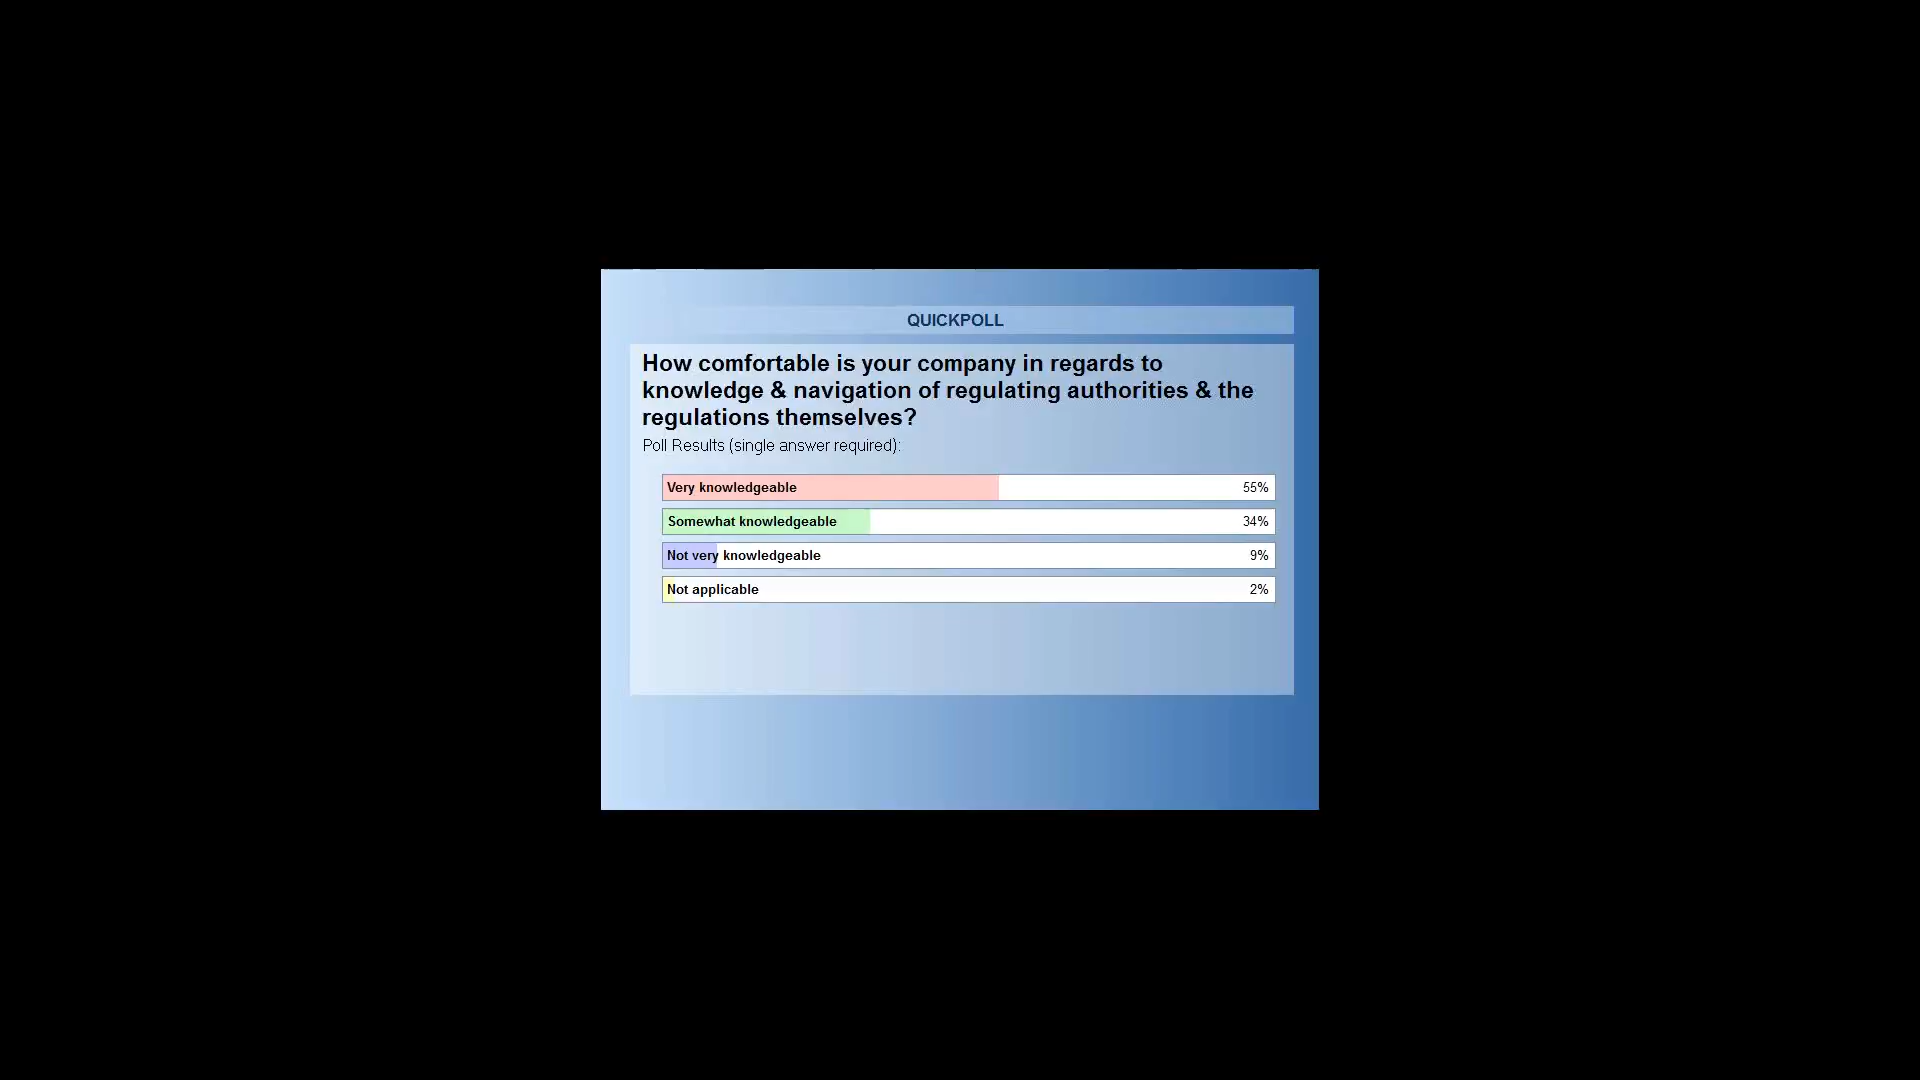 QUICKPOLL
How comfortable is your company in regards to
knowledge & navigation of regulating authorities & the
regulations themselves?
Poll Results (single answer required):
Very knowledgeable 55%
Somewhat knowledgeable 34%
Not very knowledgeable 9%
Not applicable 2%